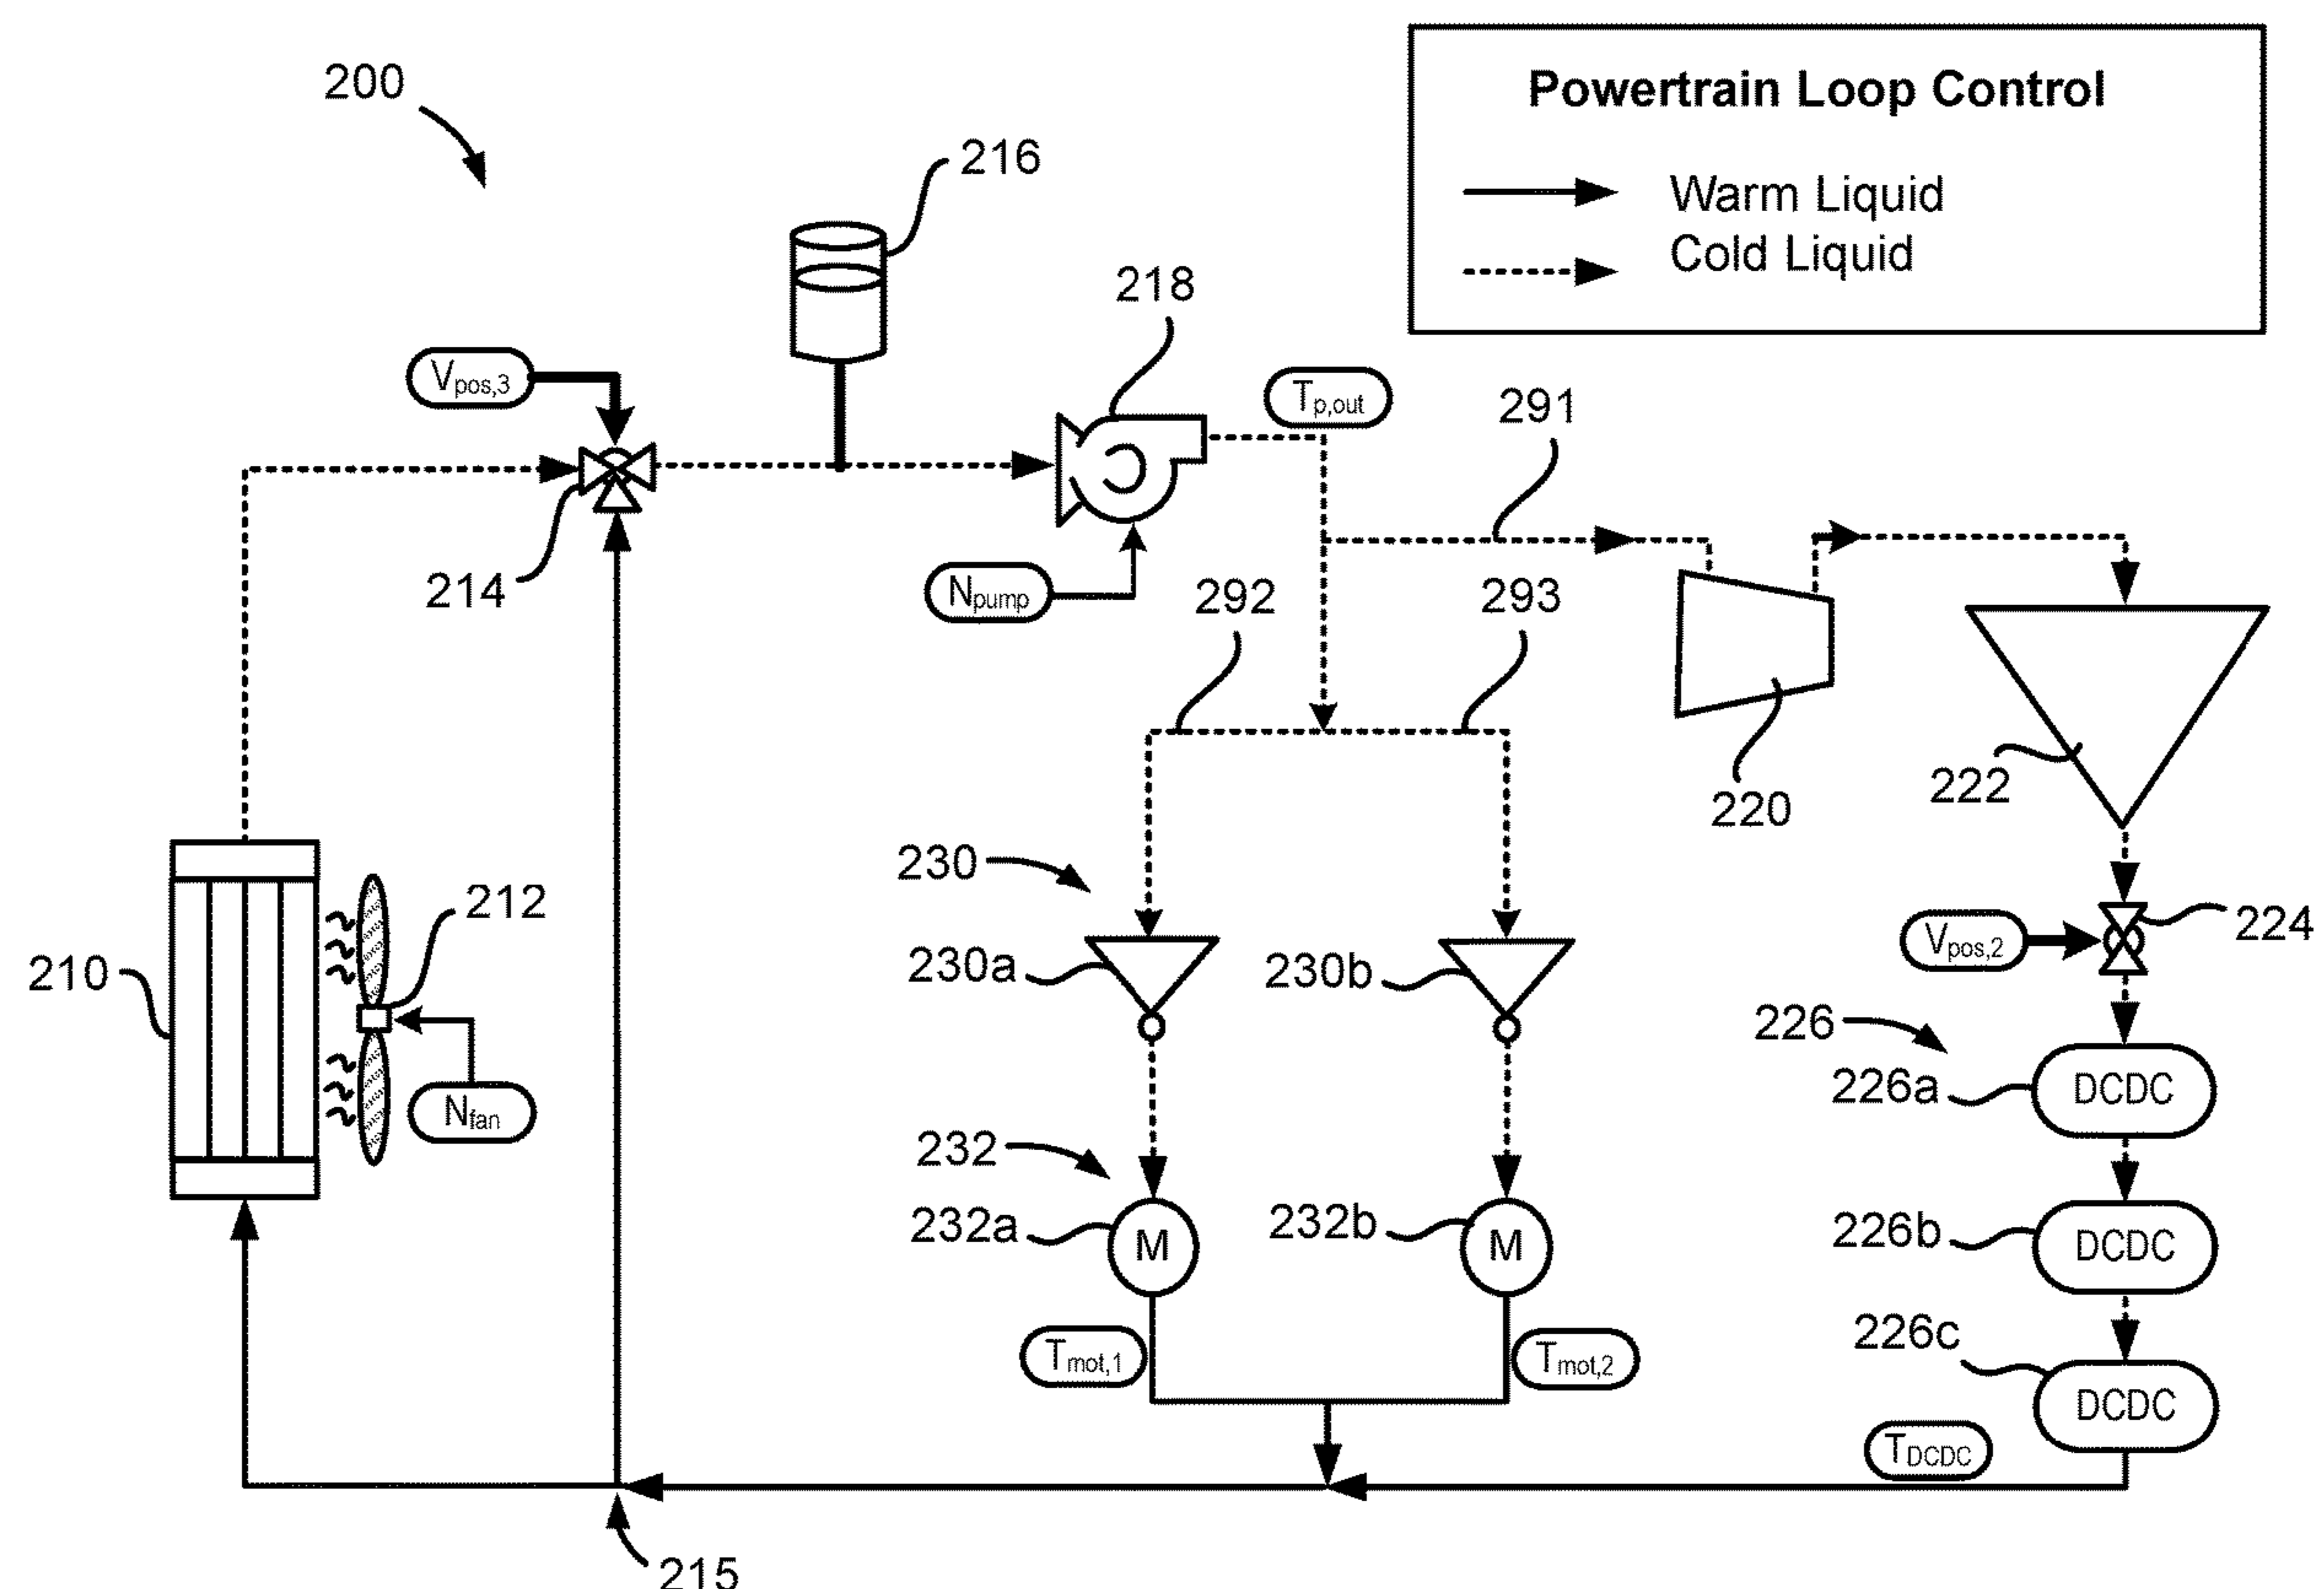 Powertrain Loop Control
Warm Liquid
Cold Liquid
200
216
218
Vpos,3
Tp,out
291
214
Npump
292
293
220
222
230
212
224
Vpos,2
210
230a
230b
226
226a
DCDC
Nfan
232
232a
M
232b
M
226b
DCDC
Tmot,1
Tmot,2
226c
DCDC
TDCDC
215